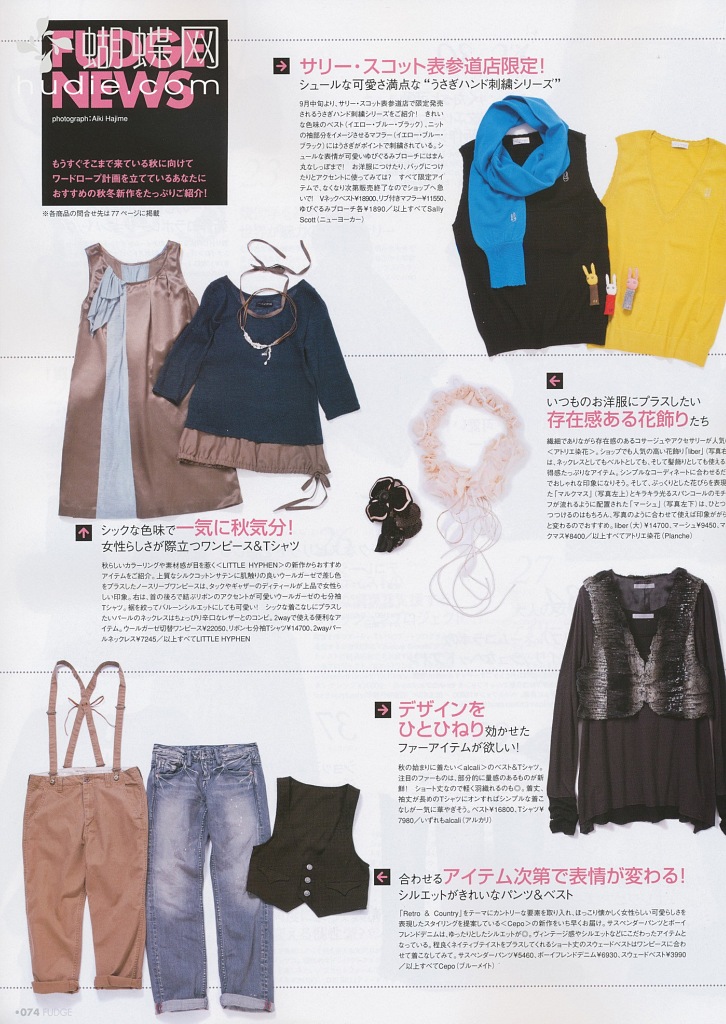 FUDGE
NEWS
蝴蝶网
hudie.com
photograph:Aiki Hajime
もうすぐそこまで来ている秋に向けて
ワードローブ計画を立てているあなたに
おすすめの秋冬新作をたっぷりご紹介!
※各商品の問合せ先は77ページに掲載
サリー・スコット表参道店限定!
シュールな可愛さ満点な“うさぎハンド刺繍シリーズ”
9月中旬より、サリー・スコット表参道店で限定発売
されるうさぎハンド刺繍シリーズをご紹介! きれい
な色味のベスト(イエロー・ブルー・ブラック)、ニット
の袖部分をイメージさせるマフラー(イエロー・ブルー・
ブラック)にはうさぎがポイントで刺繍されている。シ
ュールな表情が可愛いゆびぐるみブローチにはまん
丸なしっぽまで! お洋服につけたり、バッグにつけ
たりとアクセントに使ってみては? すべて限定アイ
テムで、なくなり次第販売終了なのでショップへ急
いで! Vネックベスト¥18900、リブ付きマフラー¥11550、
ゆびぐるみブローチ各¥1890/以上すべてSally
Scott(ニューヨーカー)
いつものお洋服にプラスしたい
存在感ある花飾りたち
繊細でありながら存在感のあるコサージュやアクセサリーが人気の
<アトリエ染花>。ショップでも人気の高い花飾り「liber」(写真右
は、ネックレスとしてもベルトとしても、そして髪飾りとしても使える
得感たっぷりなアイテム。シンプルなコーディネートに合わせるだ
でおしゃれな印象になりそう。そして、ぷっくりとした花びらを表現
た「マルクマス」(写真左上)とキラキラ光るスパンコールのモチ
フが流れるように配置された「マーシュ」(写真左下)は、ひとつ
つつけるのはもちろん、写真のように合わせて使えば印象ががら
と変わるのでおすすめ。liber(大)¥14700、マーシュ¥9450、マ
クマス¥8400/以上すべてアトリエ染花(Planche)
シックな色味で一気に秋気分!
女性らしさが際立つワンピース&Tシャツ
秋らしいカラーリングや素材感が目を惹く<LITTLE HYPHEN>の新作からおすすめ
アイテムをご紹介。上質なシルクコットンサテンに肌触りの良いウールガーゼで差し色
をプラスしたノースリーブワンピースは、タックやギャザーのディティールが上品で女性ら
しい印象。右は、首の後ろで結ぶリボンのアクセントが可愛いウールガーゼの七分袖
Tシャツ。裾を絞ってバルーンシルエットにしても可愛い! シックな着こなしにプラスし
たいパールのネックレスはちょっぴり辛口なレザーとのコンビ。2wayで使える便利なアイ
テム。ウールガーゼ切替ワンピース¥22050、リボン七分袖Tシャツ¥14700、2wayパー
ルネックレス¥7245/以上すべてLITTLE HYPHEN
デザインを
ひとひねり効かせた
ファーアイテムが欲しい!
秋の始まりに着たい<alcali>のベスト&Tシャツ。
注目のファーものは、部分的に量感のあるものが新
鮮! ショート丈なので軽く羽織れるのも◎。着丈、
袖丈が長めのTシャツにオンすればシンプルな着こ
なしが一気に華やぎそう。ベスト¥16800、Tシャツ¥
7980/いずれもalcali(アルカリ)
合わせるアイテム次第で表情が変わる!
シルエットがきれいなパンツ&ベスト
「Retro & Country」をテーマにカントリーな要素を取り入れ、ほっこり懐かしく女性らしい可愛らしさを
表現したスタイリングを提案している<Cepo>の新作をいち早くお届け。サスペンダーパンツとボーイ
フレンドデニムは、ゆったりとしたシルエットが◎。ヴィンテージ感やシルエットなどにこだわったアイテムと
なっている。程良くネイティブテイストをプラスしてくれるショート丈のスウェードベストはワンピースに合わ
せて着こなしてみて。サスペンダーパンツ¥5460、ボーイフレンドデニム¥6930、スウェードベスト¥3990
/以上すべてCepo(ブルーメイト)
•074 FUDGE